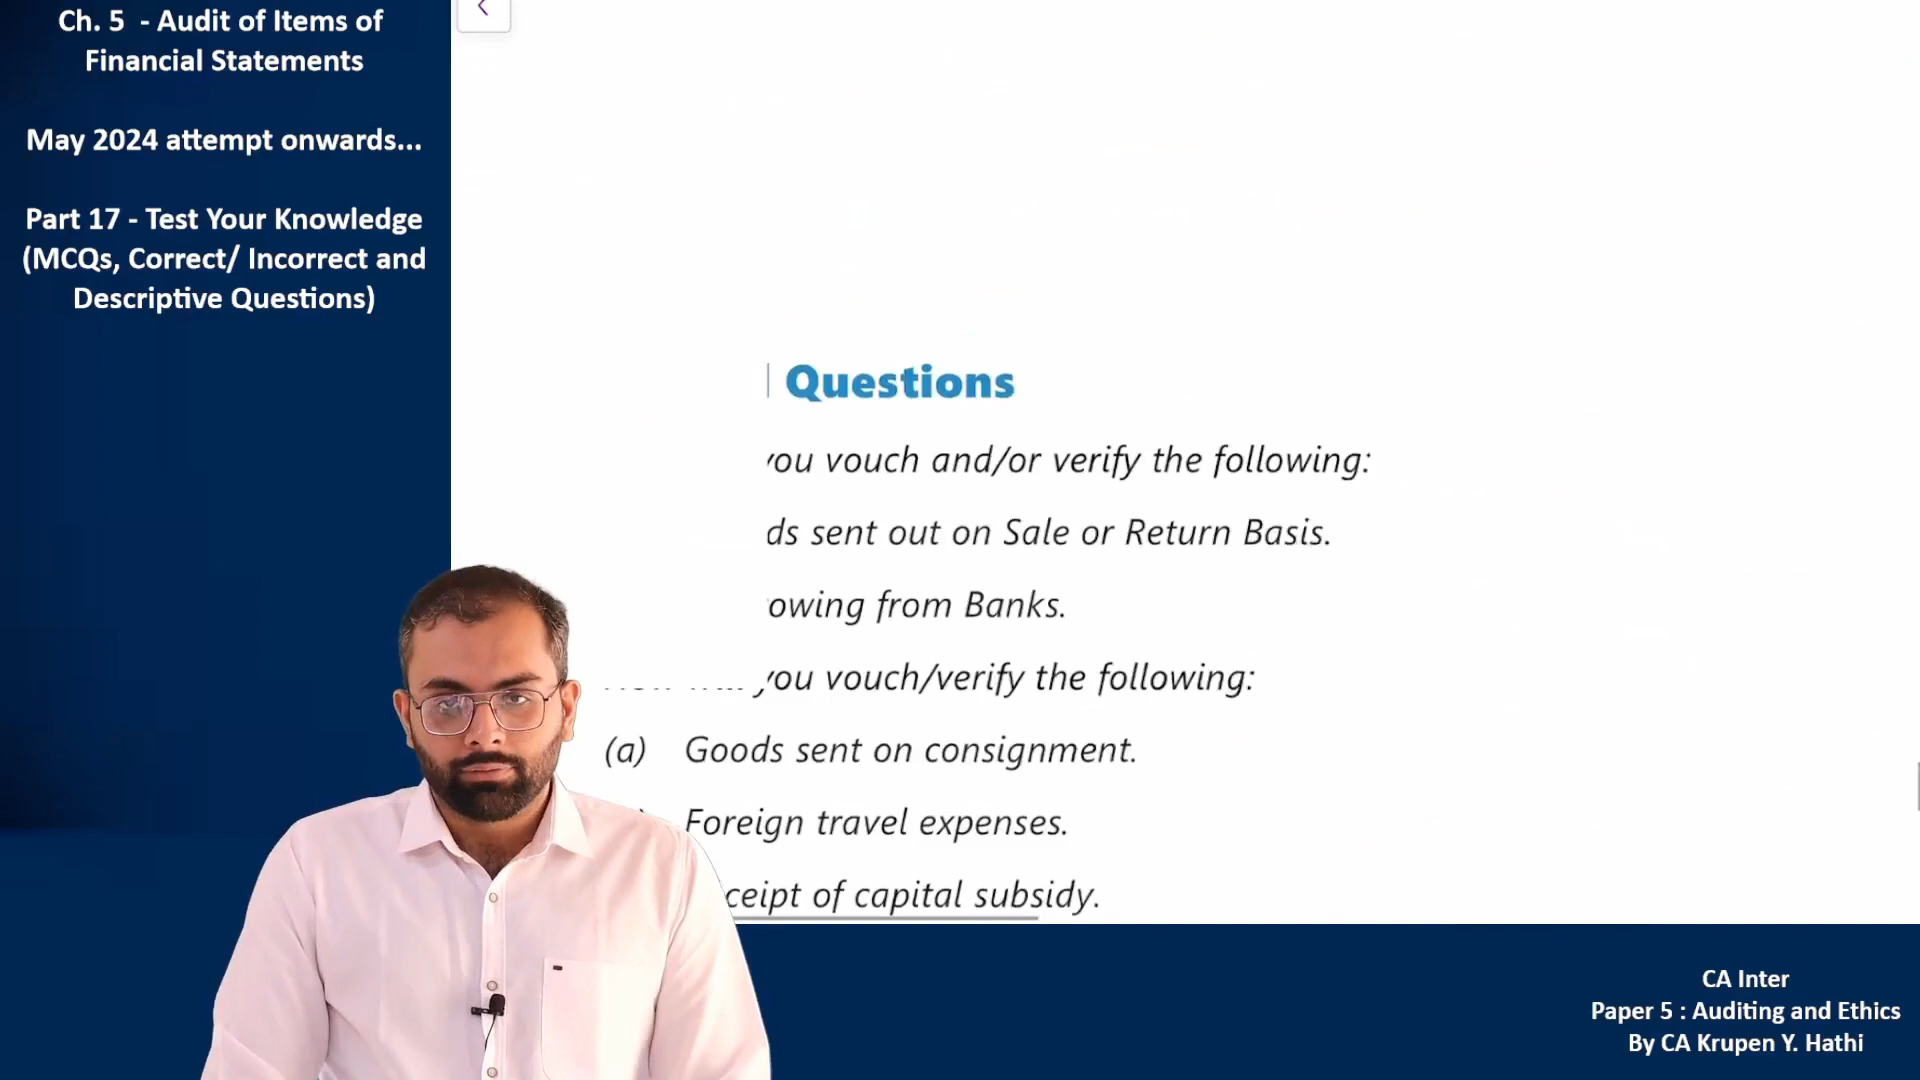 Ch. 5 - Audit of Items of
Financial Statements
May 2024 attempt onwards...
Part 17 - Test Your Knowledge
(MCQs, Correct/ Incorrect and
Descriptive Questions)
Questions
you vouch and/or verify the following:
ds sent out on Sale or Return Basis.
owing from Banks.
you vouch/verify the following:
(a) Goods sent on consignment.
Foreign travel expenses.
ceipt of capital subsidy.
CA Inter
Paper 5 : Auditing and Ethics
By CA Krupen Y. Hathi